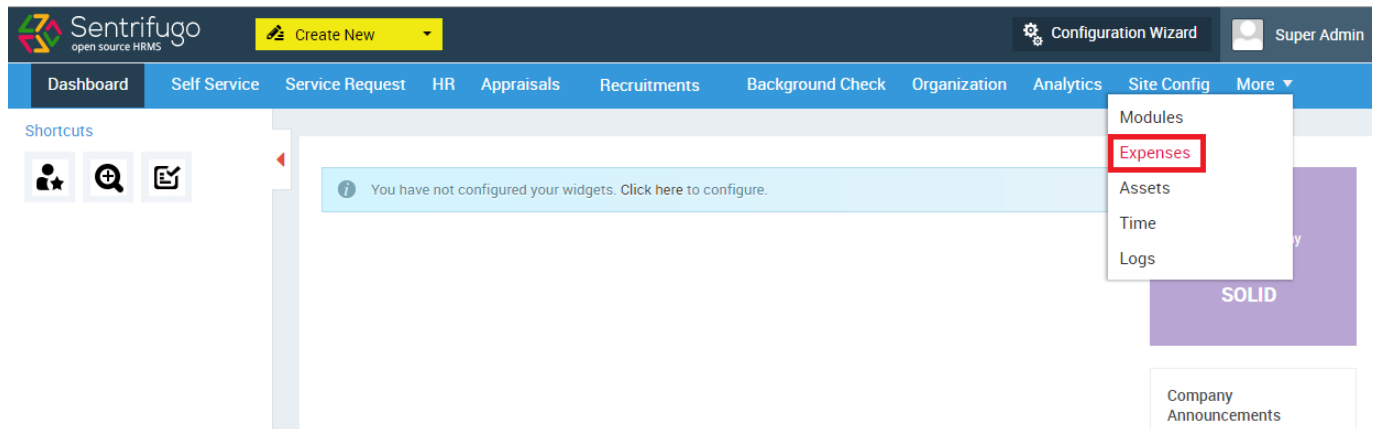 Sentrifugo
open source HRMS
Create New
Configuration Wizard
Super Admin
Dashboard Self Service Service Request HR Appraisals Recruitments Background Check Organization Analytics Site Config More
Shortcuts
Modules
Expenses
Assets
Time
Logs
You have not configured your widgets. Click here to configure.
SOLID
Company
Announcements